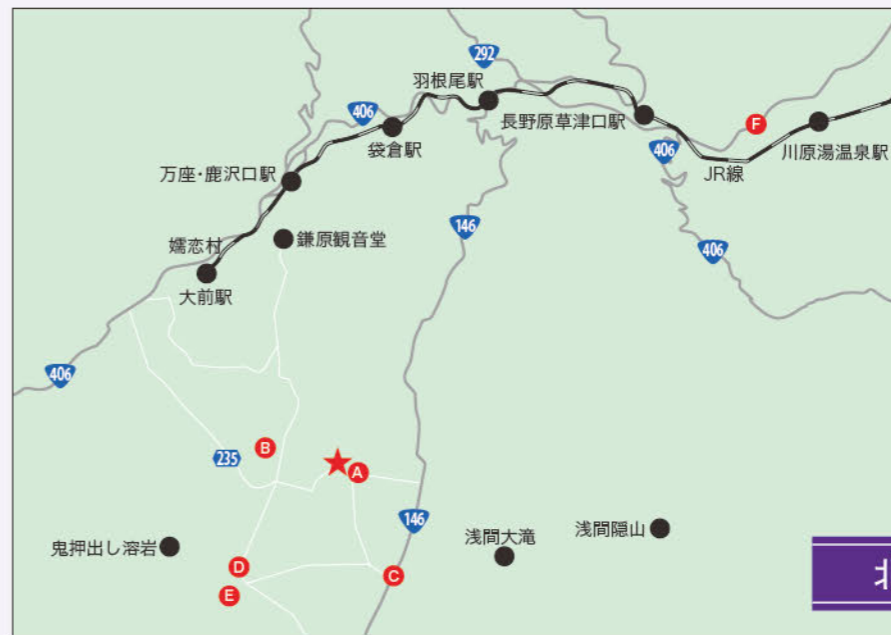 292
羽根尾駅
406
長野原草津口駅
F
袋倉駅
川原湯温泉駅
406
JR線
万座・鹿沢口駅
146
鎌原観音堂
嬬恋村
406
大前駅
406
B
235
A
146
浅間隠山
浅間大滝
鬼押出し溶岩
D
C
E